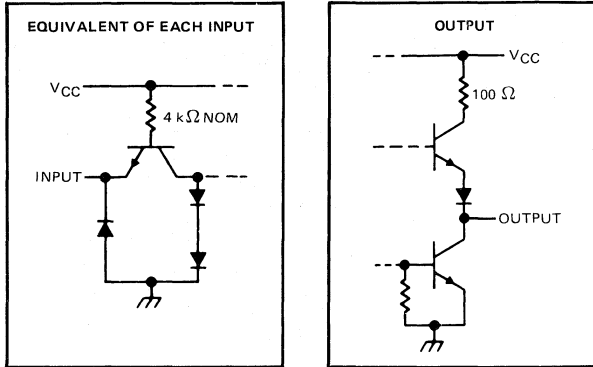 EQUIVALENT OF EACH INPUT
VCC
4 kΩ NOM
INPUT
OUTPUT
VCC
100 Ω
OUTPUT